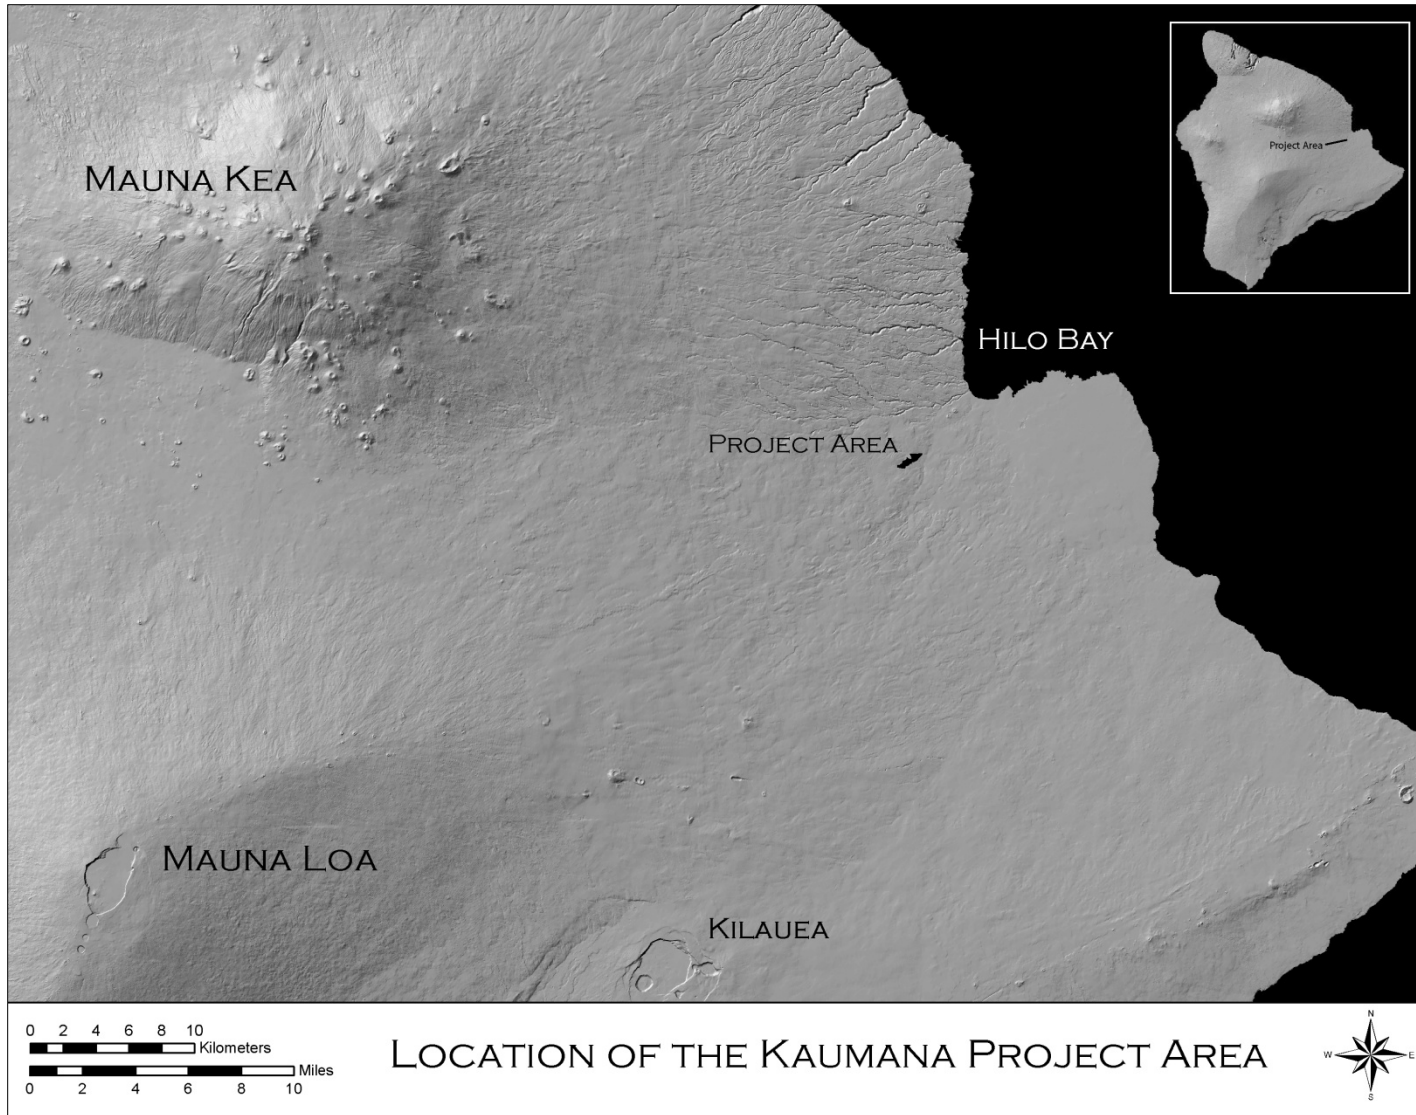 Project Area
MAUNA KEA
HILO BAY
PROJECT AREA
MAUNA LOA
KILAUEA
0 2 4 6 8 10
Kilometers
Miles
0 2 4 6 8 10
LOCATION OF THE KAUMANA PROJECT AREA
N
W E
S